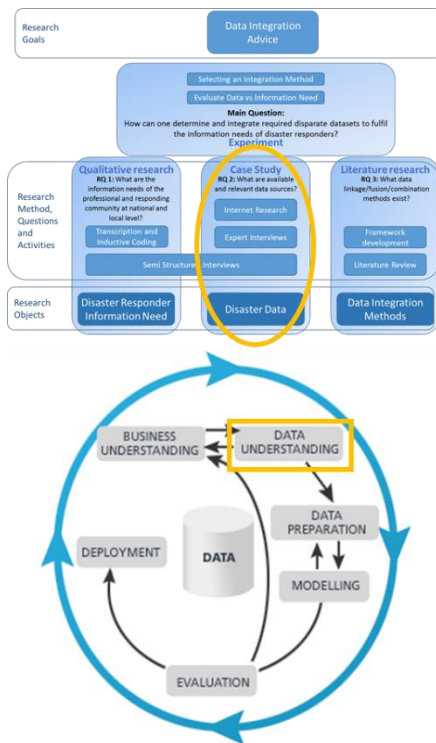 Research
Goals
Data Integration
Advice
Selecting an Integration Method
Evaluate Data vs Information Need
Main Question:
How can one determine and integrate required disparate datasets to fulfil
the information needs of disaster responders?
Experiment
Research
Method,
Questions
and
Activities
Qualitative research
RQ 1: What are the
information needs of the
professional and responding
community at national and
local level?
Transcription and
Inductive Coding
Case Study
RQ 2: What are available
and relevant data sources?
Internet Research
Expert Interviews
Literature research
RQ 3: What data
linkage/fusion/combination
methods exist?
Framework
development
Literature Review
Semi Structured Interviews
Research
Objects
Disaster Responder
Information Need
Disaster Data
Data Integration
Methods
BUSINESS
UNDERSTANDING
DATA
UNDERSTANDING
DATA
PREPARATION
MODELLING
DEPLOYMENT
DATA
EVALUATION